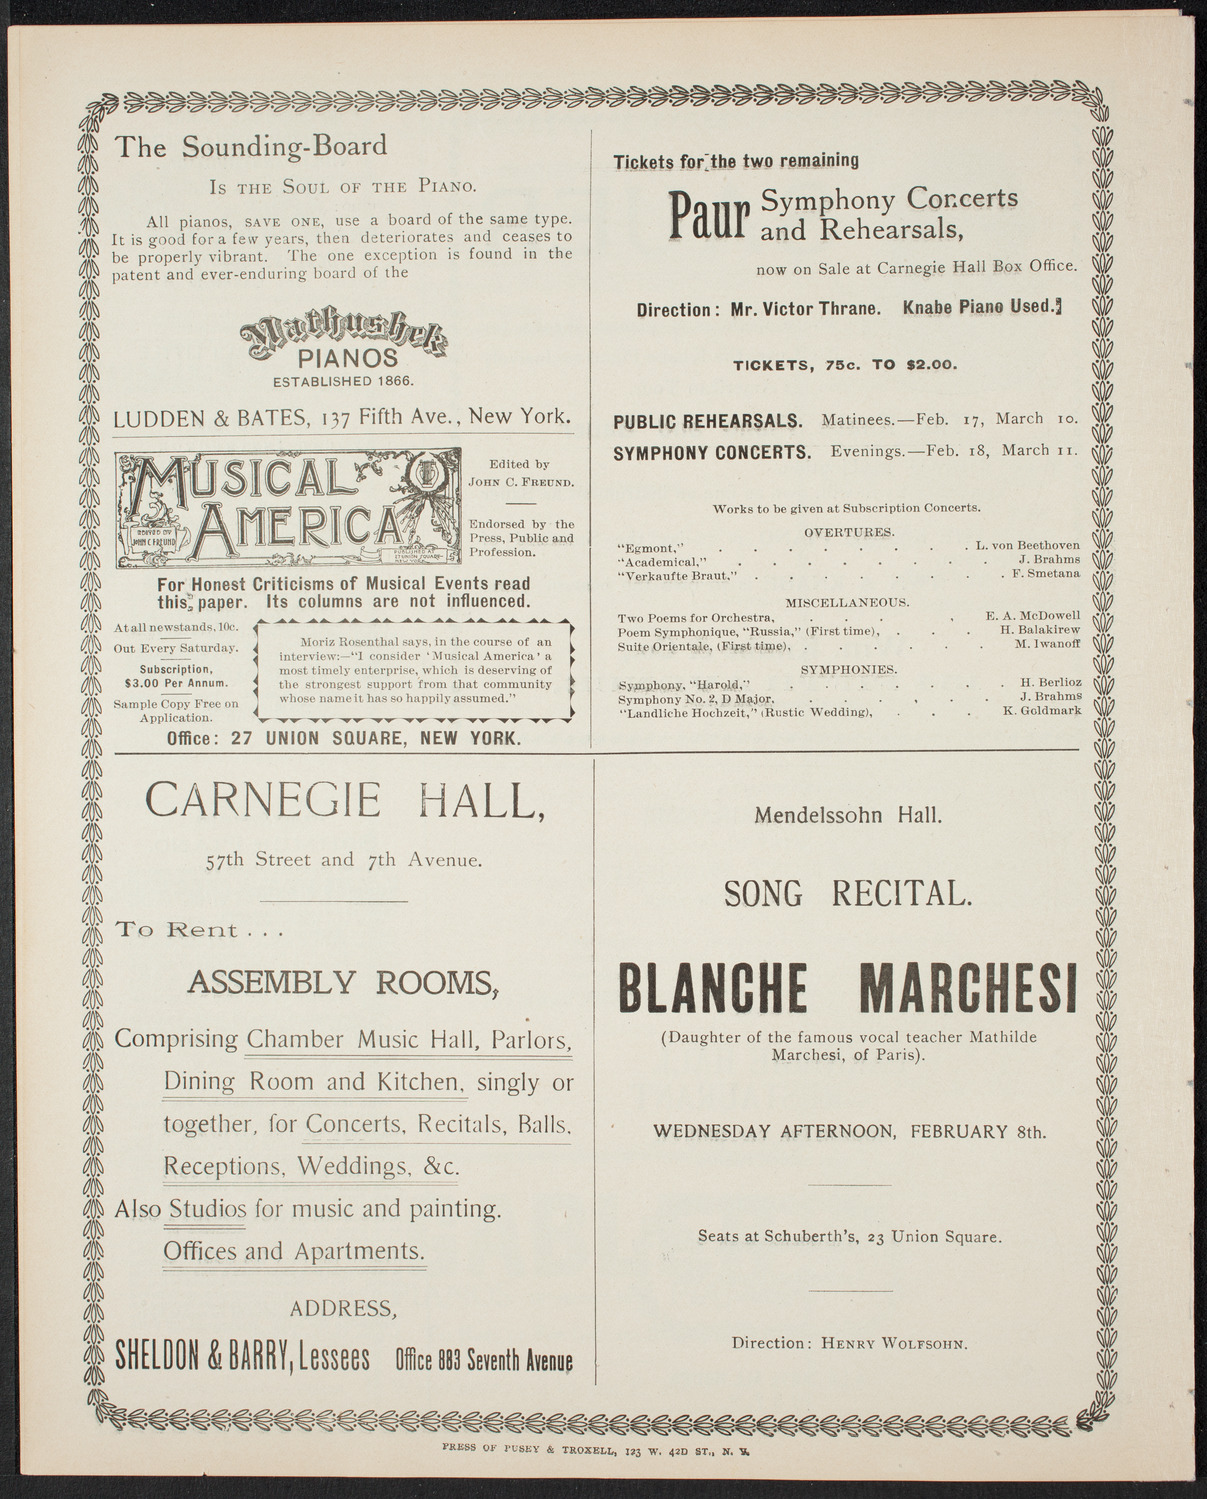 The Sounding-Board
Is the Soul of the Piano.
All pianos, save one, use a board of the same type.
It is good for a few years, then deteriorates and ceases to
be properly vibrant. The one exception is found in the
patent and ever-enduring board of the
Mathushek
PIANOS
ESTABLISHED 1866.
LUDDEN & BATES, 137 Fifth Ave., New York.
MUSICAL
AMERICA
EDITED BY
JOHN C FREUND
PUBLISHED AT
27 UNION SQUARE
NEW YORK
Edited by
John C. Freund.
Endorsed by the
Press, Public and
Profession.
For Honest Criticisms of Musical Events read
this paper. Its columns are not influenced.
At all newstands, 10c.
Out Every Saturday.
Subscription,
$3.00 Per Annum.
Sample Copy Free on
Application.
Moriz Rosenthal says, in the course of an
interview:—"I consider 'Musical America' a
most timely enterprise, which is deserving of
the strongest support from that community
whose name it has so happily assumed."
Office: 27 UNION SQUARE, NEW YORK.
Tickets for the two remaining
Paur Symphony Concerts
and Rehearsals,
now on Sale at Carnegie Hall Box Office.
Direction: Mr. Victor Thrane. Knabe Piano Used.
TICKETS, 75c. TO $2.00.
PUBLIC REHEARSALS. Matinees.—Feb. 17, March 10.
SYMPHONY CONCERTS. Evenings.—Feb. 18, March 11.
Works to be given at Subscription Concerts.
OVERTURES.
"Egmont," . . . . . . . . L. von Beethoven
"Academical," . . . . . . . J. Brahms
"Verkaufte Braut," . . . . . . . . F. Smetana
MISCELLANEOUS.
Two Poems for Orchestra, . . . . E. A. McDowell
Poem Symphonique, "Russia," (First time), . . . H. Balakirew
Suite Orientale, (First time), . . . . . . M. Iwanoff
SYMPHONIES.
Symphony, "Harold," . . . . . . . H. Berlioz
Symphony No. 2, D Major, . . . . . . J. Brahms
"Landliche Hochzeit," (Rustic Wedding), . . . K. Goldmark
CARNEGIE HALL,
57th Street and 7th Avenue.
To Rent . . .
ASSEMBLY ROOMS,
Comprising Chamber Music Hall, Parlors,
Dining Room and Kitchen, singly or
together, for Concerts, Recitals, Balls.
Receptions, Weddings, &c.
Also Studios for music and painting.
Offices and Apartments.
ADDRESS,
SHELDON & BARRY, Lessees Office 883 Seventh Avenue
Mendelssohn Hall.
SONG RECITAL.
BLANCHE MARCHESI
(Daughter of the famous vocal teacher Mathilde
Marchesi, of Paris).
WEDNESDAY AFTERNOON, FEBRUARY 8th.
Seats at Schuberth's, 23 Union Square.
Direction: Henry Wolfsohn.
PRESS OF PUSEY & TROXELL, 123 W. 42D ST., N. Y.